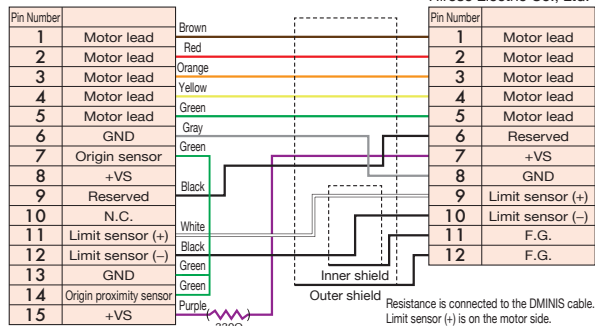 Pin Number
1 Motor lead
2 Motor lead
3 Motor lead
4 Motor lead
5 Motor lead
6 GND
7 Origin sensor
8 +VS
9 Reserved
10 N.C.
11 Limit sensor (+)
12 Limit sensor (−)
13 GND
14 Origin proximity sensor
15 +VS
Brown
Red
Orange
Yellow
Green
Gray
Green
Black
White
Black
Green
Green
Purple
Inner shield
Outer shield
Pin Number
1 Motor lead
2 Motor lead
3 Motor lead
4 Motor lead
5 Motor lead
6 Reserved
7 +VS
8 GND
9 Limit sensor (+)
10 Limit sensor (−)
11 F.G.
12 F.G.
Resistance is connected to the DMINIS cable.
Limit sensor (+) is on the motor side.